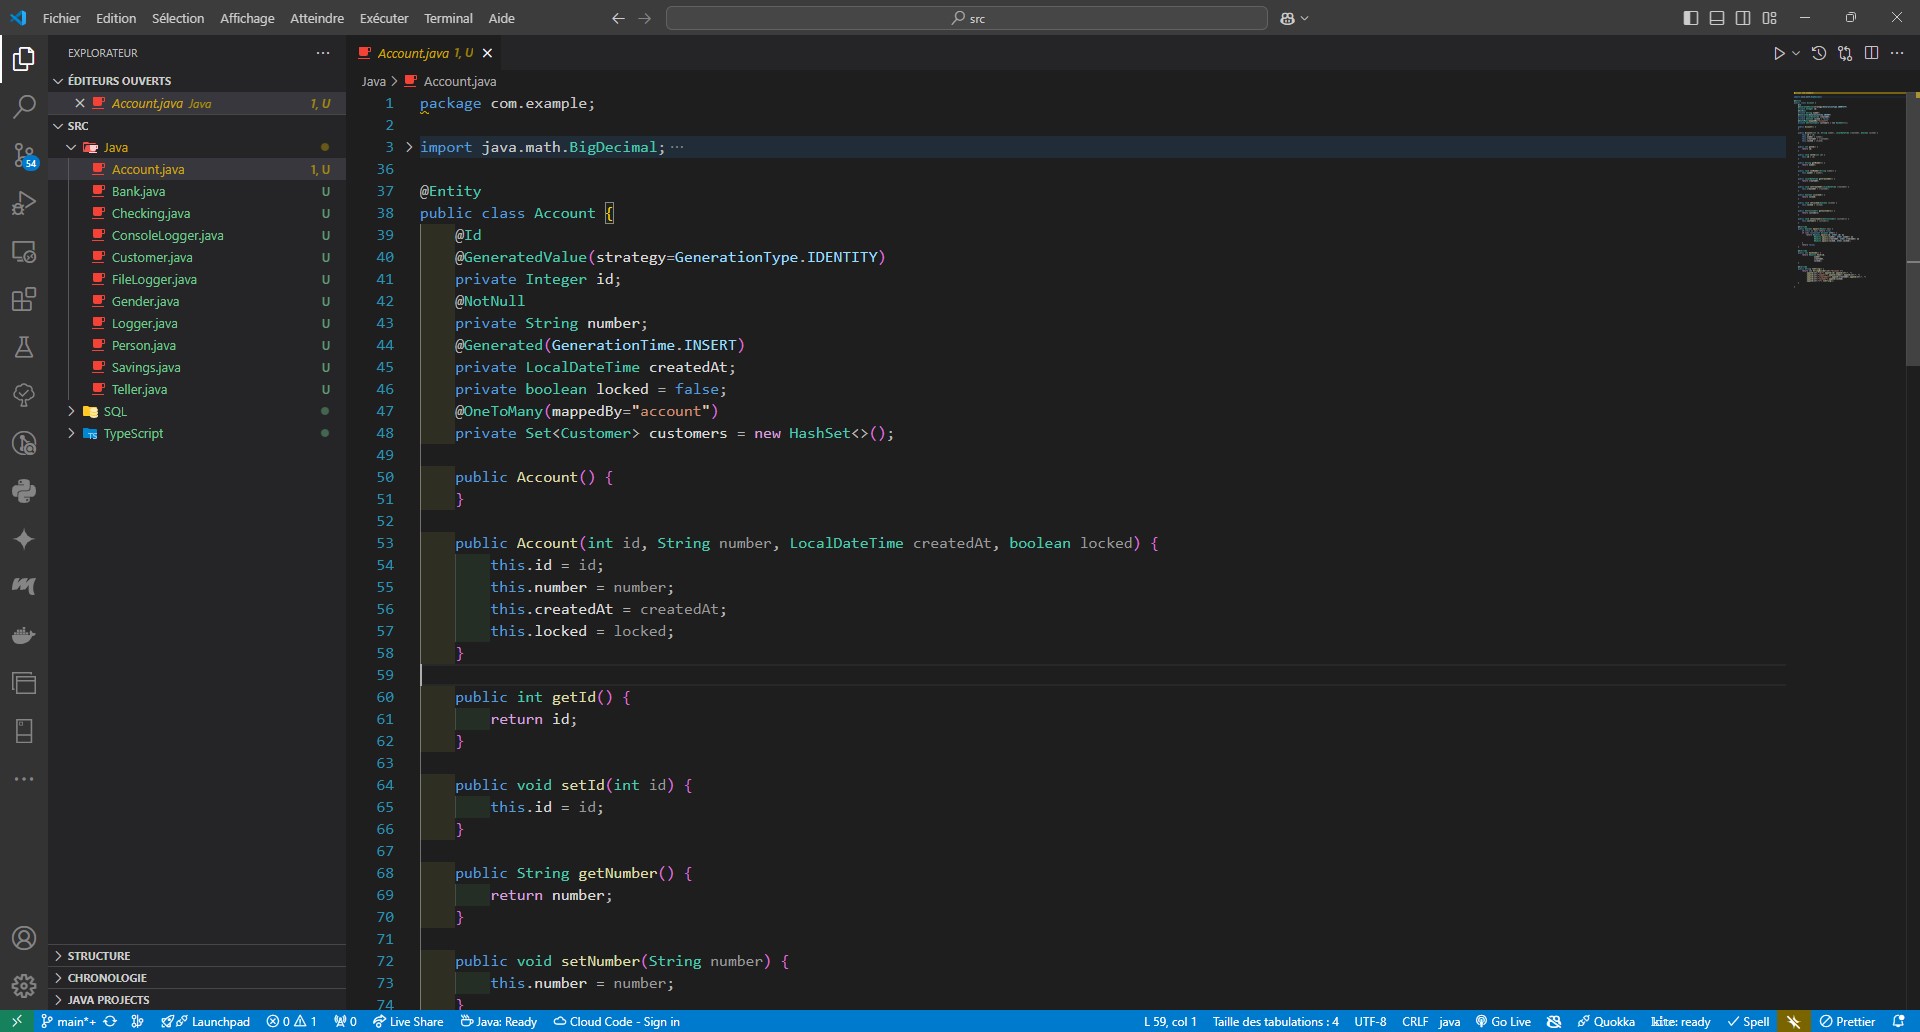 Fichier Edition Sélection Affichage Atteindre Exécuter Terminal Aide
src
EXPLORATEUR
ÉDITEURS OUVERTS
Account.java Java 1, U
SRC
Java
Account.java 1, U
Bank.java U
Checking.java U
ConsoleLogger.java U
Customer.java U
FileLogger.java U
Gender.java U
Logger.java U
Person.java U
Savings.java U
Teller.java U
SQL
TypeScript
54
STRUCTURE
CHRONOLOGIE
JAVA PROJECTS
Account.java 1, U
Java > Account.java
1 package com.example;
2
3 import java.math.BigDecimal; ···
36
37 @Entity
38 public class Account {
39 @Id
40 @GeneratedValue(strategy=GenerationType.IDENTITY)
41 private Integer id;
42 @NotNull
43 private String number;
44 @Generated(GenerationTime.INSERT)
45 private LocalDateTime createdAt;
46 private boolean locked = false;
47 @OneToMany(mappedBy="account")
48 private Set<Customer> customers = new HashSet<>();
49
50 public Account() {
51 }
52
53 public Account(int id, String number, LocalDateTime createdAt, boolean locked) {
54 this.id = id;
55 this.number = number;
56 this.createdAt = createdAt;
57 this.locked = locked;
58 }
59
60 public int getId() {
61 return id;
62 }
63
64 public void setId(int id) {
65 this.id = id;
66 }
67
68 public String getNumber() {
69 return number;
70 }
71
72 public void setNumber(String number) {
73 this.number = number;
74 }
main*+ Launchpad 0 1 0 Live Share Java: Ready Cloud Code - Sign in L 59, col 1 Taille des tabulations : 4 UTF-8 CRLF java Go Live Quokka kite: ready Spell Prettier